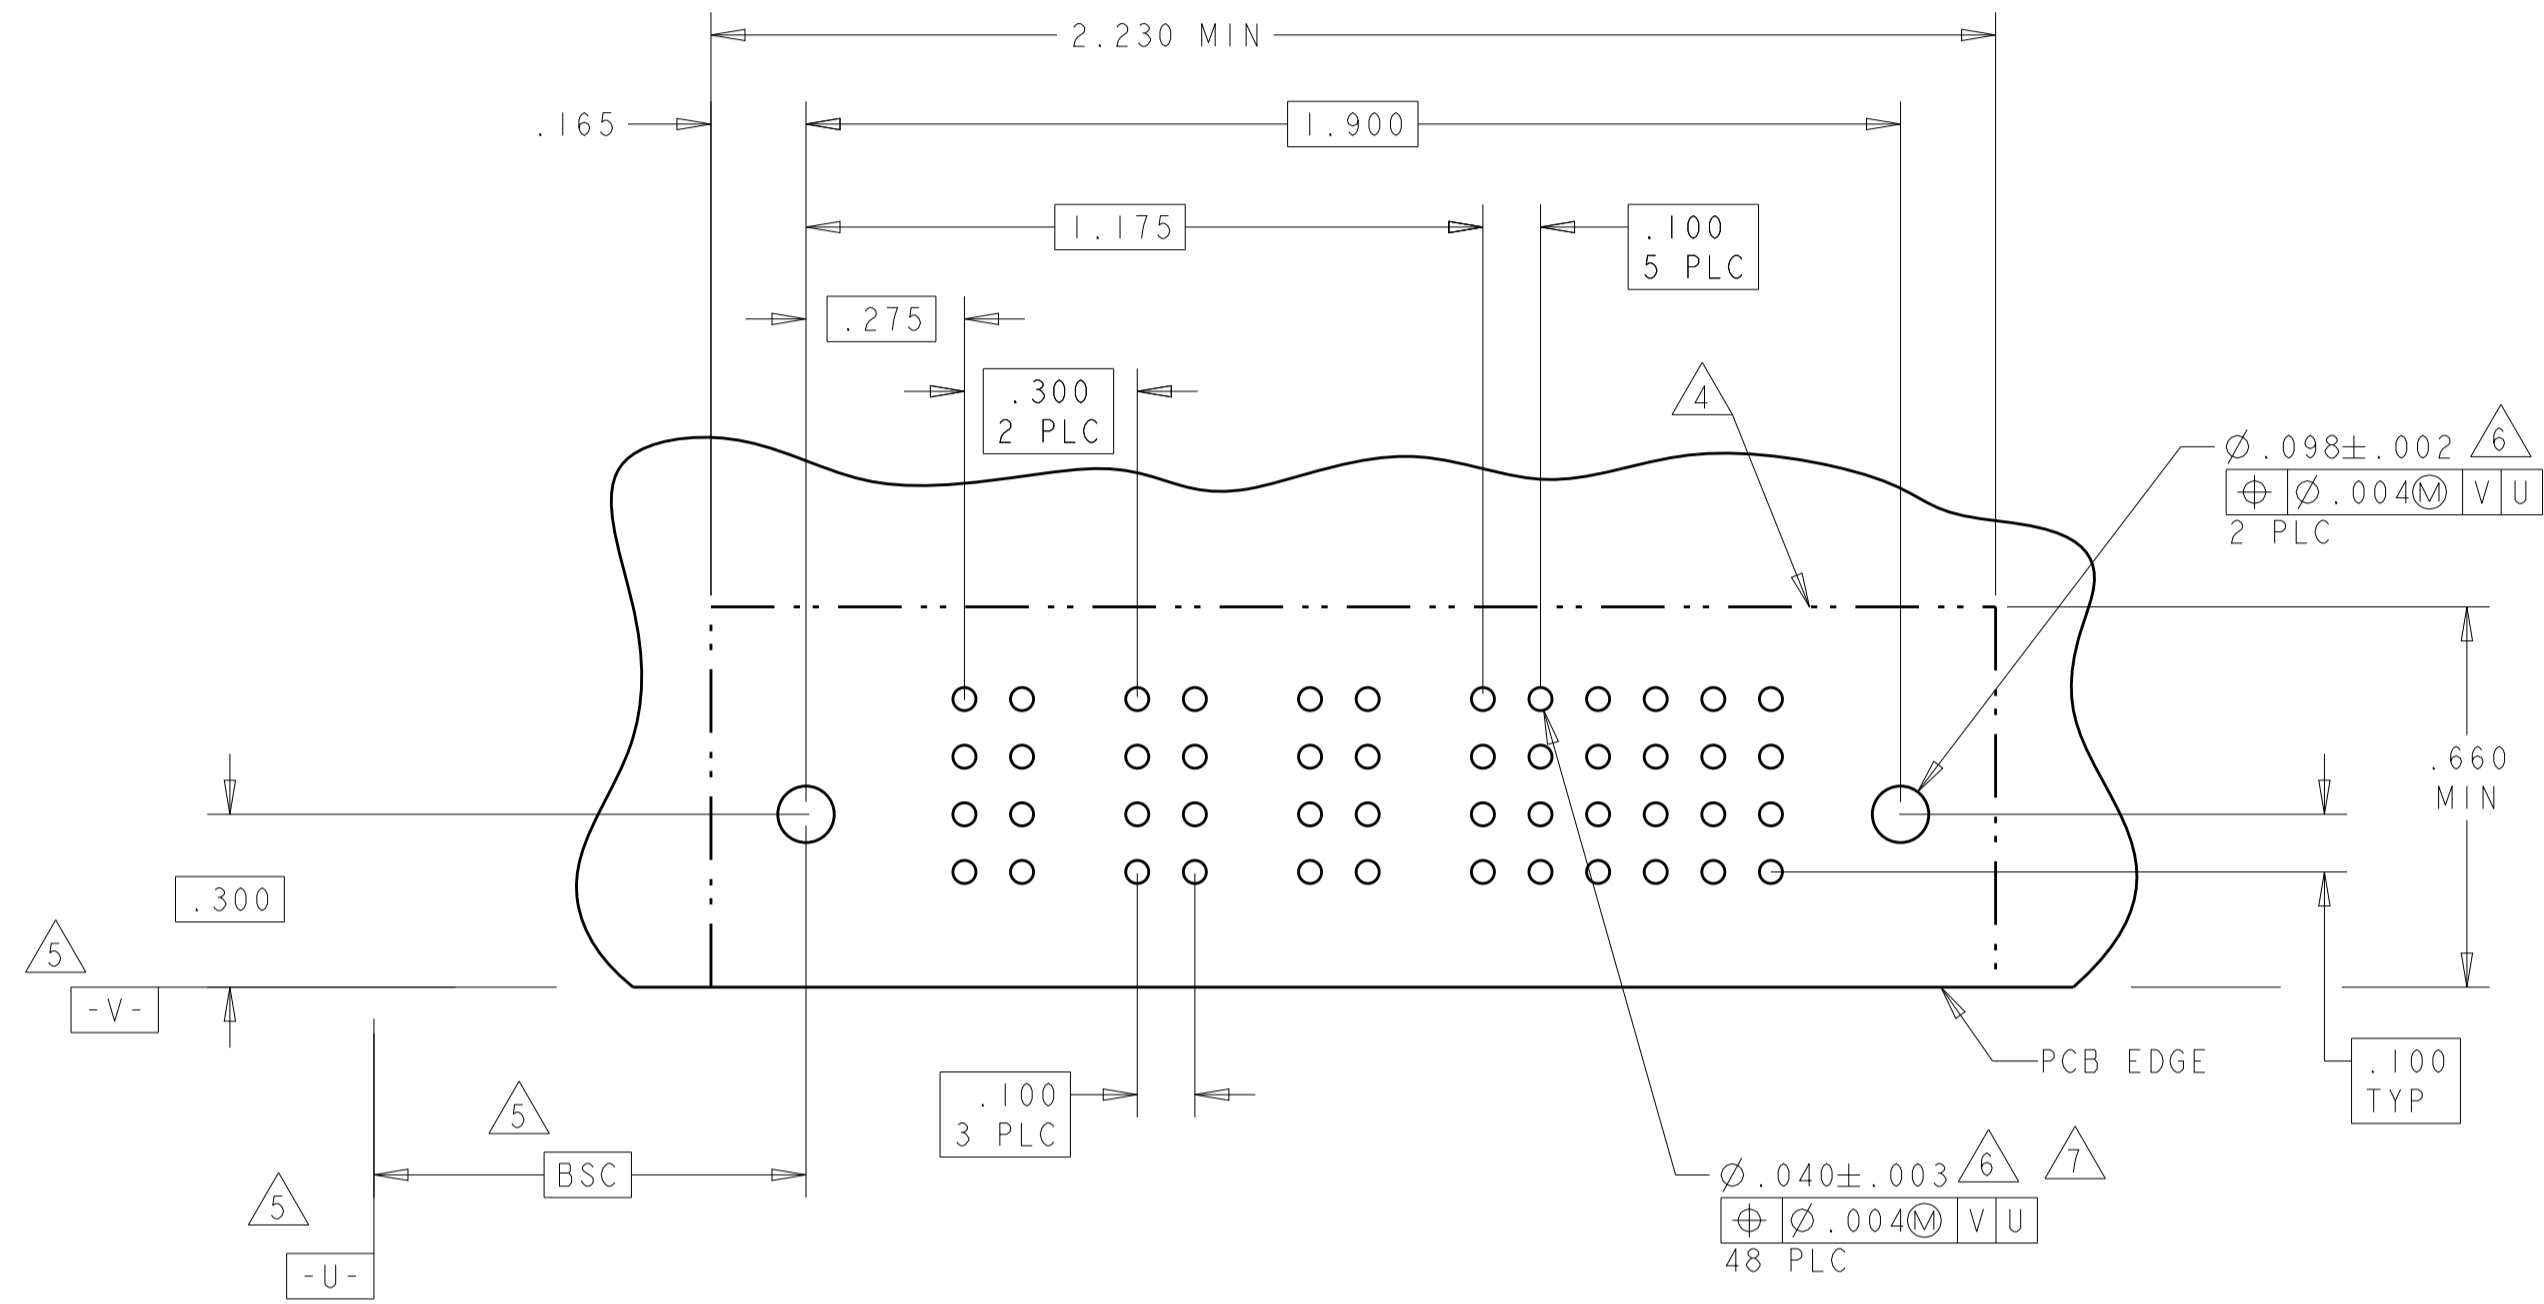 2.230 MIN
.165
1.900
1.175
.100
5 PLC
.275
.300
2 PLC
4
Ø.098±.002 6
⌖ Ø.004Ⓜ V U
2 PLC
.660
MIN
.300
5
-V-
PCB EDGE
.100
TYP
.100
3 PLC
5
BSC
5
-U-
Ø.040±.003 6 7
⌖ Ø.004Ⓜ V U
48 PLC